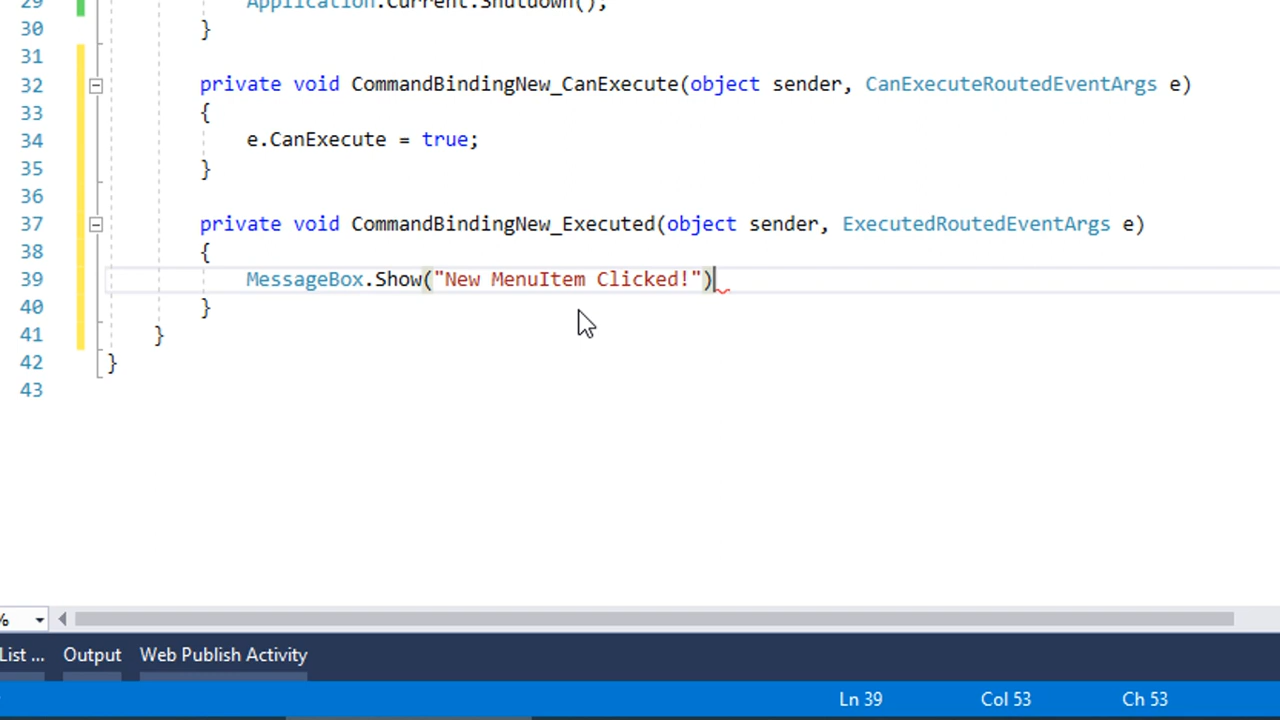 29 Application.Current.Shutdown();
30 }
31
32 private void CommandBindingNew_CanExecute(object sender, CanExecuteRoutedEventArgs e)
33 {
34 e.CanExecute = true;
35 }
36
37 private void CommandBindingNew_Executed(object sender, ExecutedRoutedEventArgs e)
38 {
39 MessageBox.Show("New MenuItem Clicked!")
40 }
41 }
42 }
43
%
List ... Output Web Publish Activity
Ln 39 Col 53 Ch 53